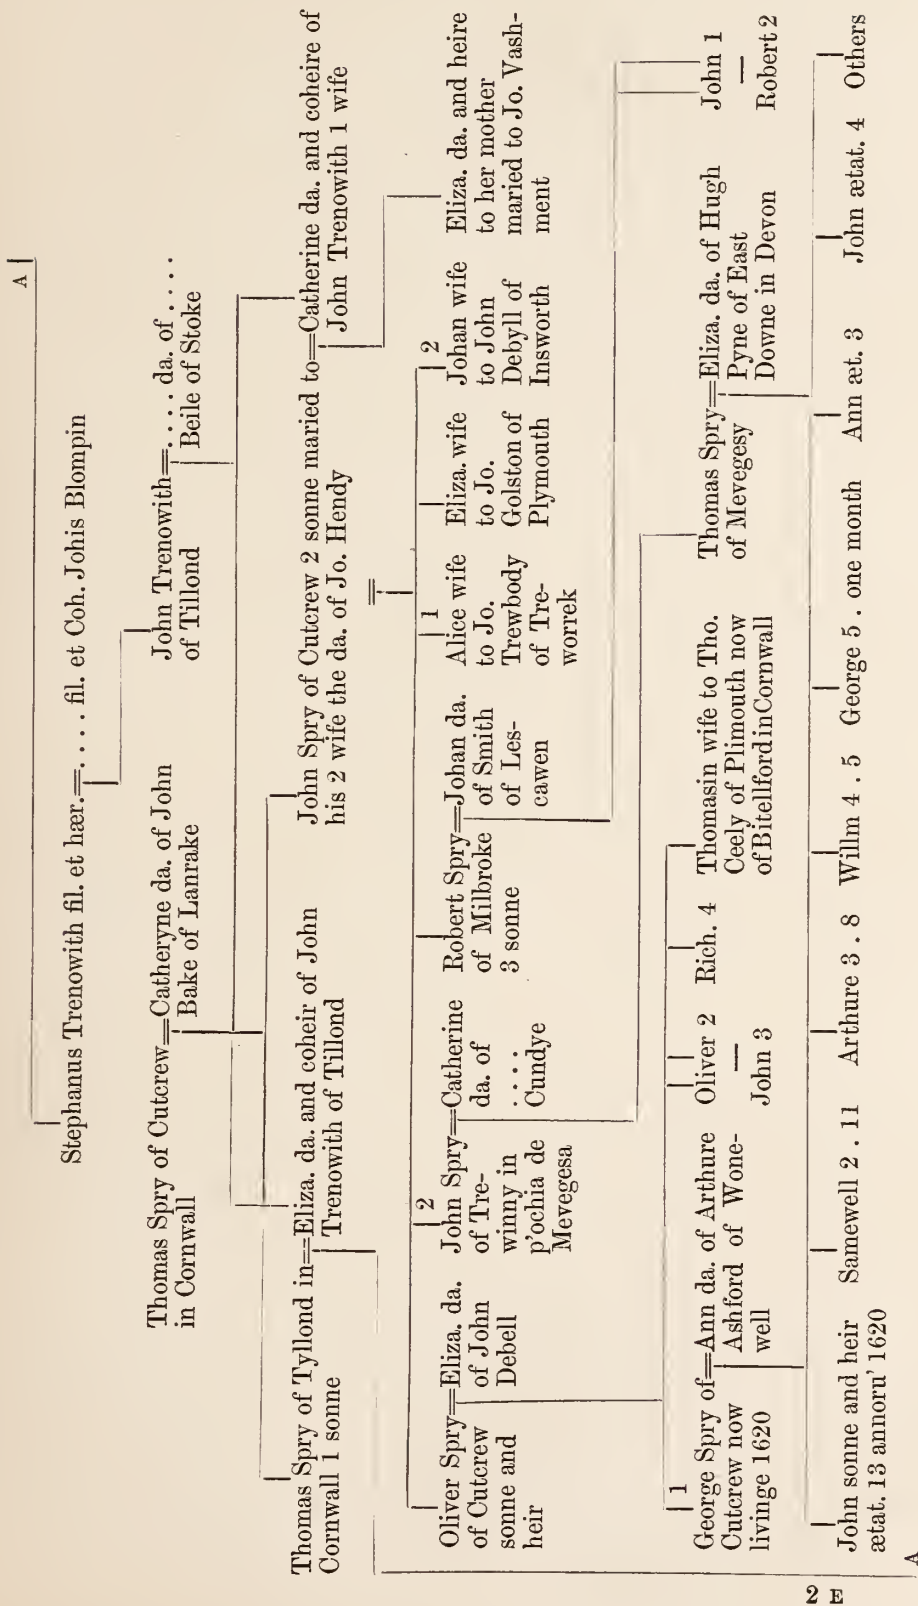 A
Stephanus Trenowith fil. et hær.=. . . . fil. et Coh. Johis Blompin
Thomas Spry of Cutcrew=Catheryne da. of John
in Cornwall
Bake of Lanrake
John Trenowith=. . . . da. of . . . .
of Tillond
Beile of Stoke
Thomas Spry of Tyllond in=Eliza. da. and coheir of John
Cornwall 1 sonne
Trenowith of Tillond
John Spry of Cutcrew 2 sonne maried to=Catherine da. and coheire of
his 2 wife the da. of Jo. Hendy
John Trenowith 1 wife
=
Oliver Spry=Eliza. da.
of Cutcrew
sonne and
heir
of John
Debell
2
John Spry=Catherine
of Tre-
winny in
p'ochia de
Mevegesa
da. of
. . . .
Cundye
Robert Spry=Johan da.
of Milbroke
3 sonne
of Smith
of Les-
cawen
1
Alice wife
to Jo.
Trewbody
of Tre-
worrek
Eliza. wife
to Jo.
Golston of
Plymouth
2
Johan wife
to John
Debyll of
Insworth
Eliza. da. and heire
to her mother
maried to Jo. Vash-
ment
1
George Spry of=Ann da. of Arthure
Cutcrew now
livinge 1620
Ashford of Wone-
well
Oliver 2
—
John 3
Rich. 4
Thomasin wife to Tho.
Ceely of Plimouth now
of Bitellford in Cornwall
Thomas Spry=Eliza. da. of Hugh
of Mevegesy
Pyne of East
Downe in Devon
John 1
—
Robert 2
John sonne and heir
ætat. 13 annoru' 1620
Samewell 2 . 11
Arthure 3 . 8
Willm 4 . 5
George 5 . one month
Ann æt. 3
John ætat. 4
Others
A
2 E